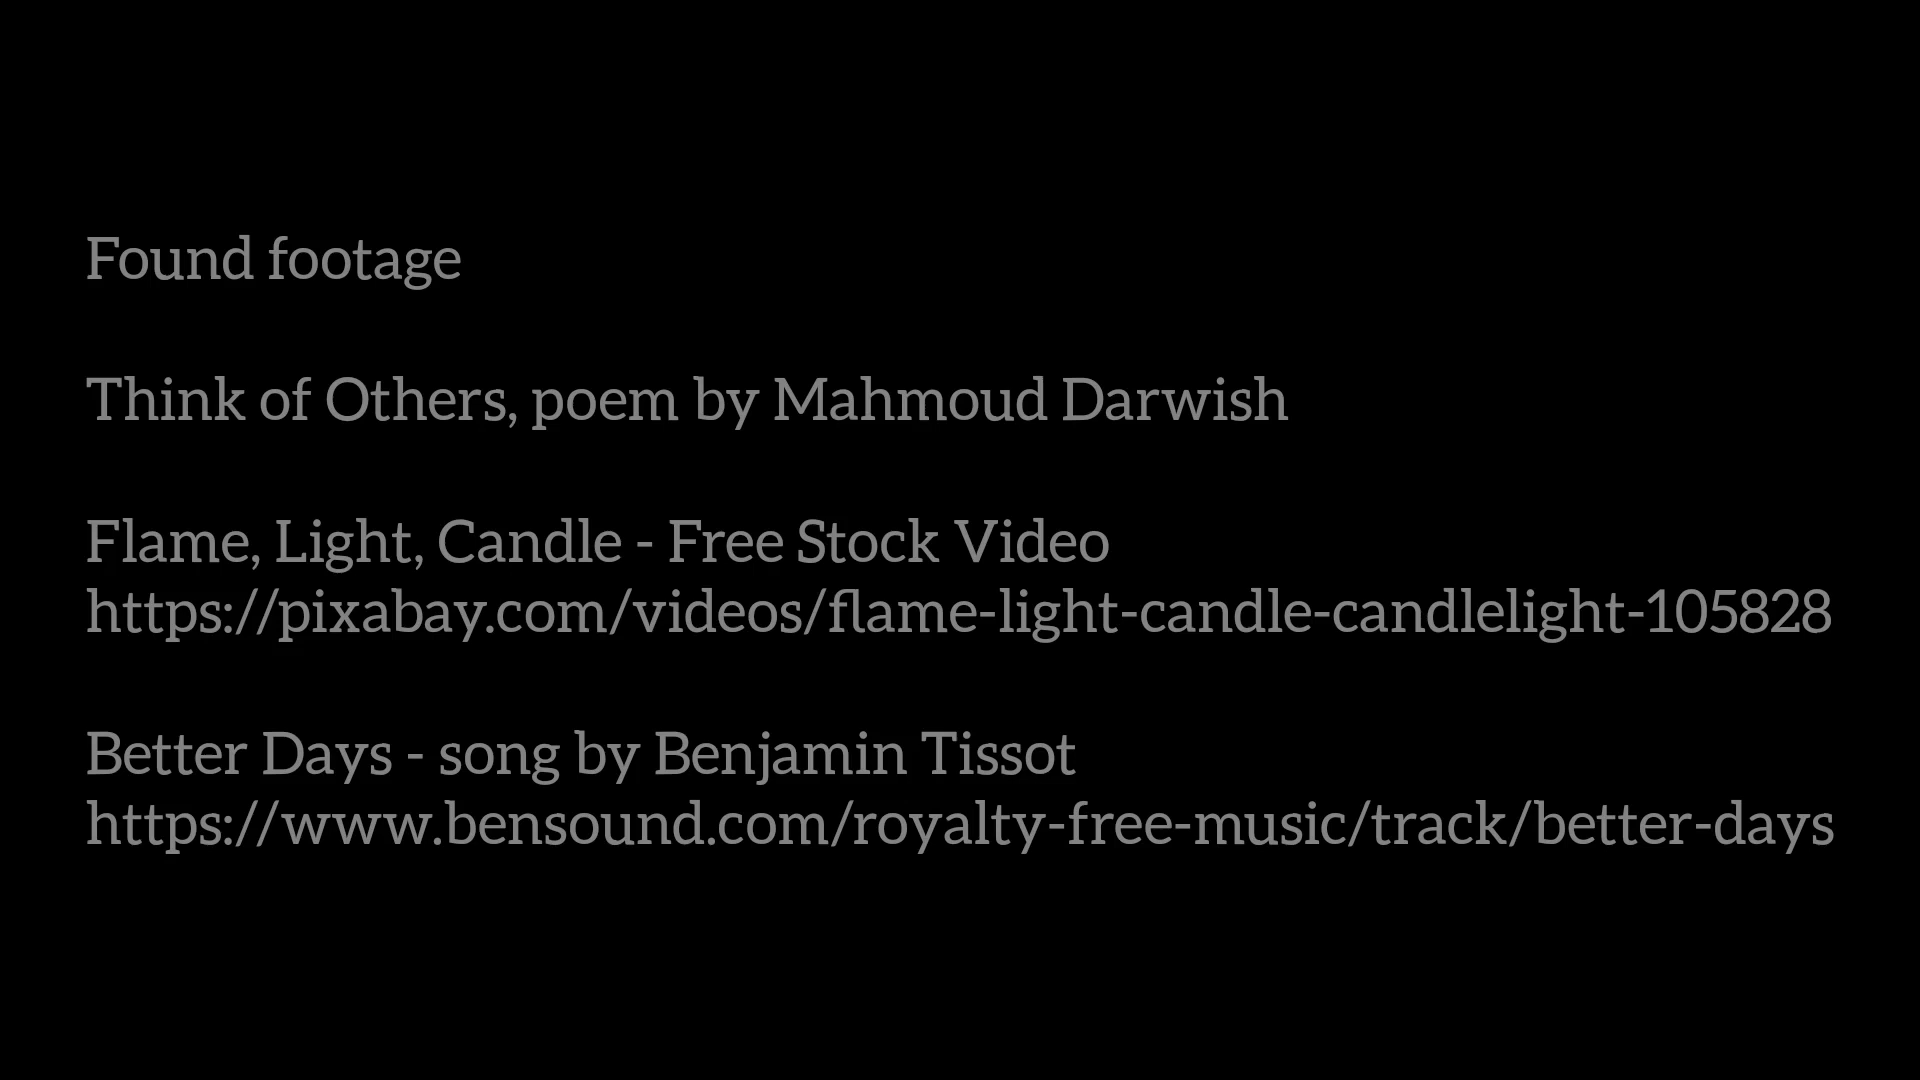 Found footage
Think of Others, poem by Mahmoud Darwish
Flame, Light, Candle - Free Stock Video
https://pixabay.com/videos/flame-light-candle-candlelight-105828
Better Days - song by Benjamin Tissot
https://www.bensound.com/royalty-free-music/track/better-days